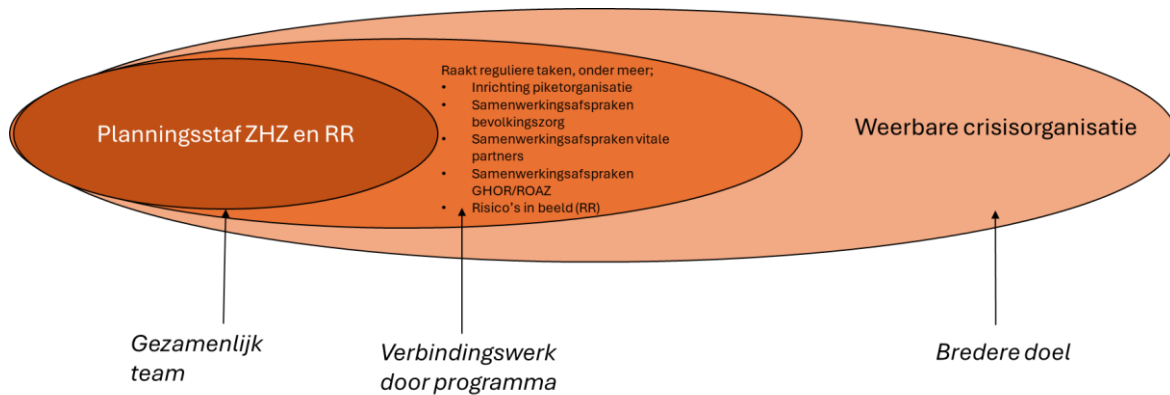 Planningsstaf ZHZ en RR
Raakt reguliere taken, onder meer;
• Inrichting piketorganisatie
• Samenwerkingsafspraken
bevolkingszorg
• Samenwerkingsafspraken vitale
partners
• Samenwerkingsafspraken
GHOR/ROAZ
• Risico's in beeld (RR)
Weerbare crisisorganisatie
Gezamenlijk
team
Verbindingswerk
door programma
Bredere doel